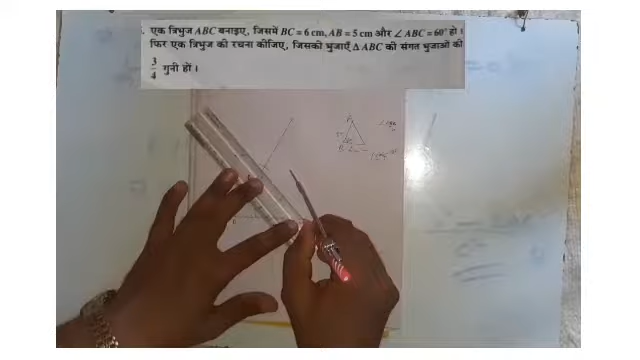 एक त्रिभुज ABC बनाइए, जिसमें BC = 6 cm, AB = 5 cm और ∠ ABC = 60° हो।
फिर एक त्रिभुज की रचना कीजिए, जिसकी भुजाएँ Δ ABC की संगत भुजाओं की
3/4 गुनी हों।
B